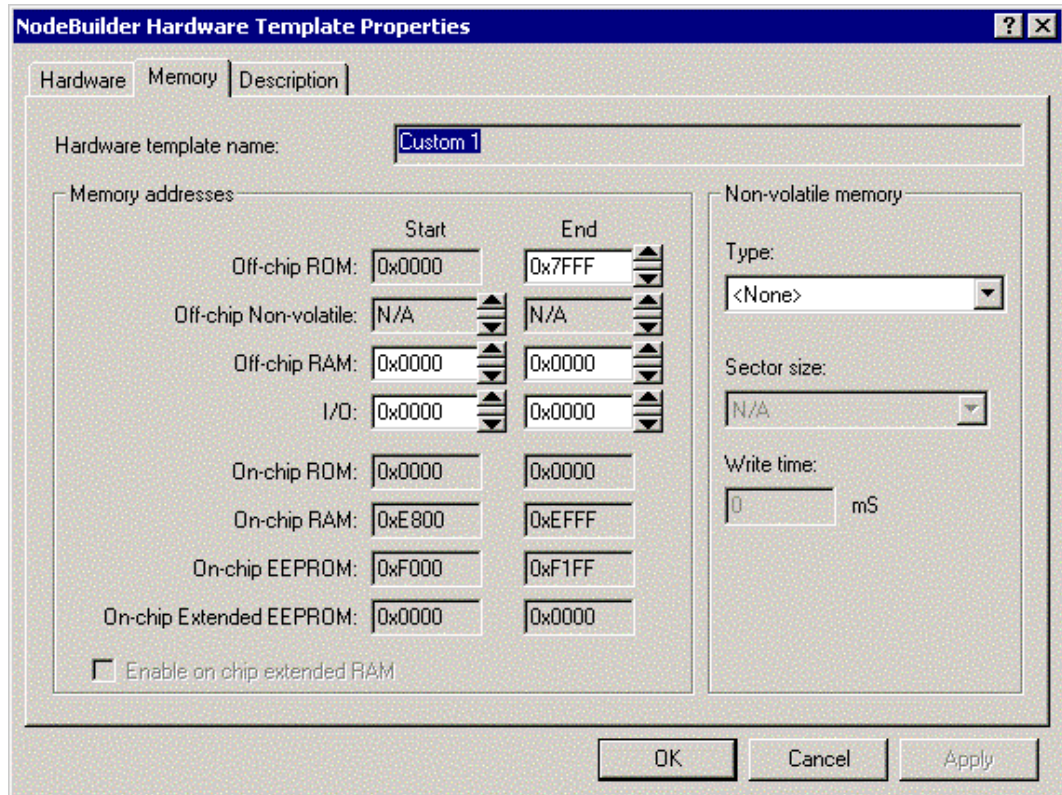 NodeBuilder Hardware Template Properties
Hardware Memory Description
Hardware template name: Custom 1
Memory addresses
Start End
Off-chip ROM: 0x0000 0x7FFF
Off-chip Non-volatile: N/A N/A
Off-chip RAM: 0x0000 0x0000
I/O: 0x0000 0x0000
On-chip ROM: 0x0000 0x0000
On-chip RAM: 0xE800 0xEFFF
On-chip EEPROM: 0xF000 0xF1FF
On-chip Extended EEPROM: 0x0000 0x0000
Enable on chip extended RAM
Non-volatile memory
Type:
<None>
Sector size:
N/A
Write time:
0 mS
OK Cancel Apply